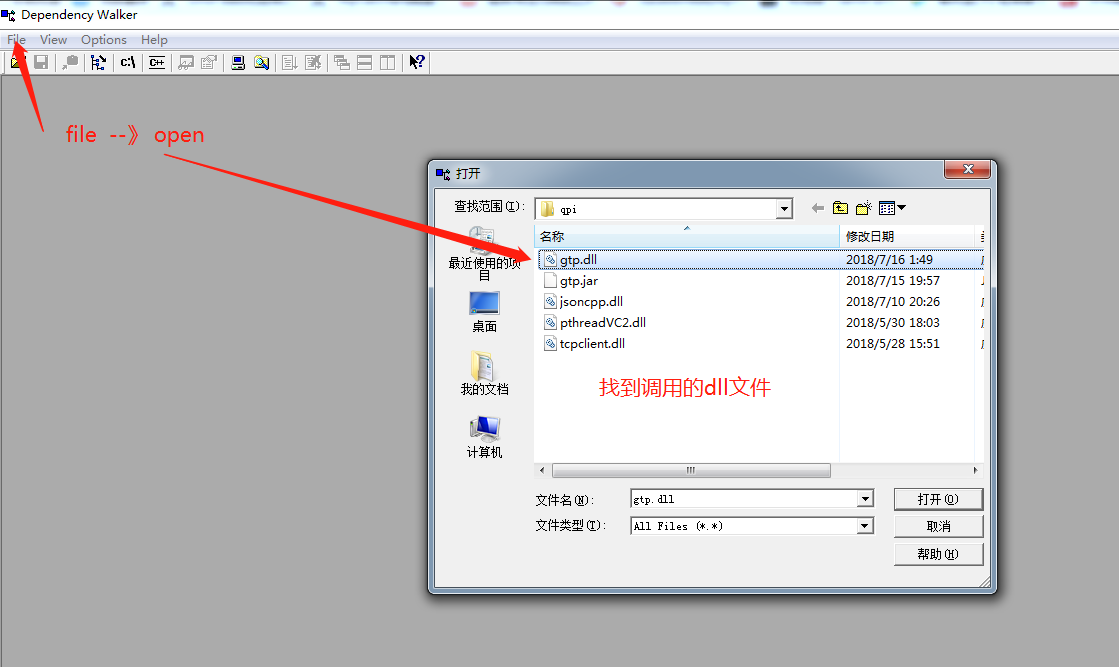 Dependency Walker
File View Options Help
C:\ C++
file --》 open
打开
查找范围(I): qpi
名称 修改日期
最近使用的项目
gtp.dll 2018/7/16 1:49
gtp.jar 2018/7/15 19:57
jsoncpp.dll 2018/7/10 20:26
pthreadVC2.dll 2018/5/30 18:03
tcpclient.dll 2018/5/28 15:51
桌面
找到调用的dll文件
我的文档
计算机
文件名(N): gtp.dll 打开(O)
文件类型(T): All Files (*.*) 取消
帮助(H)